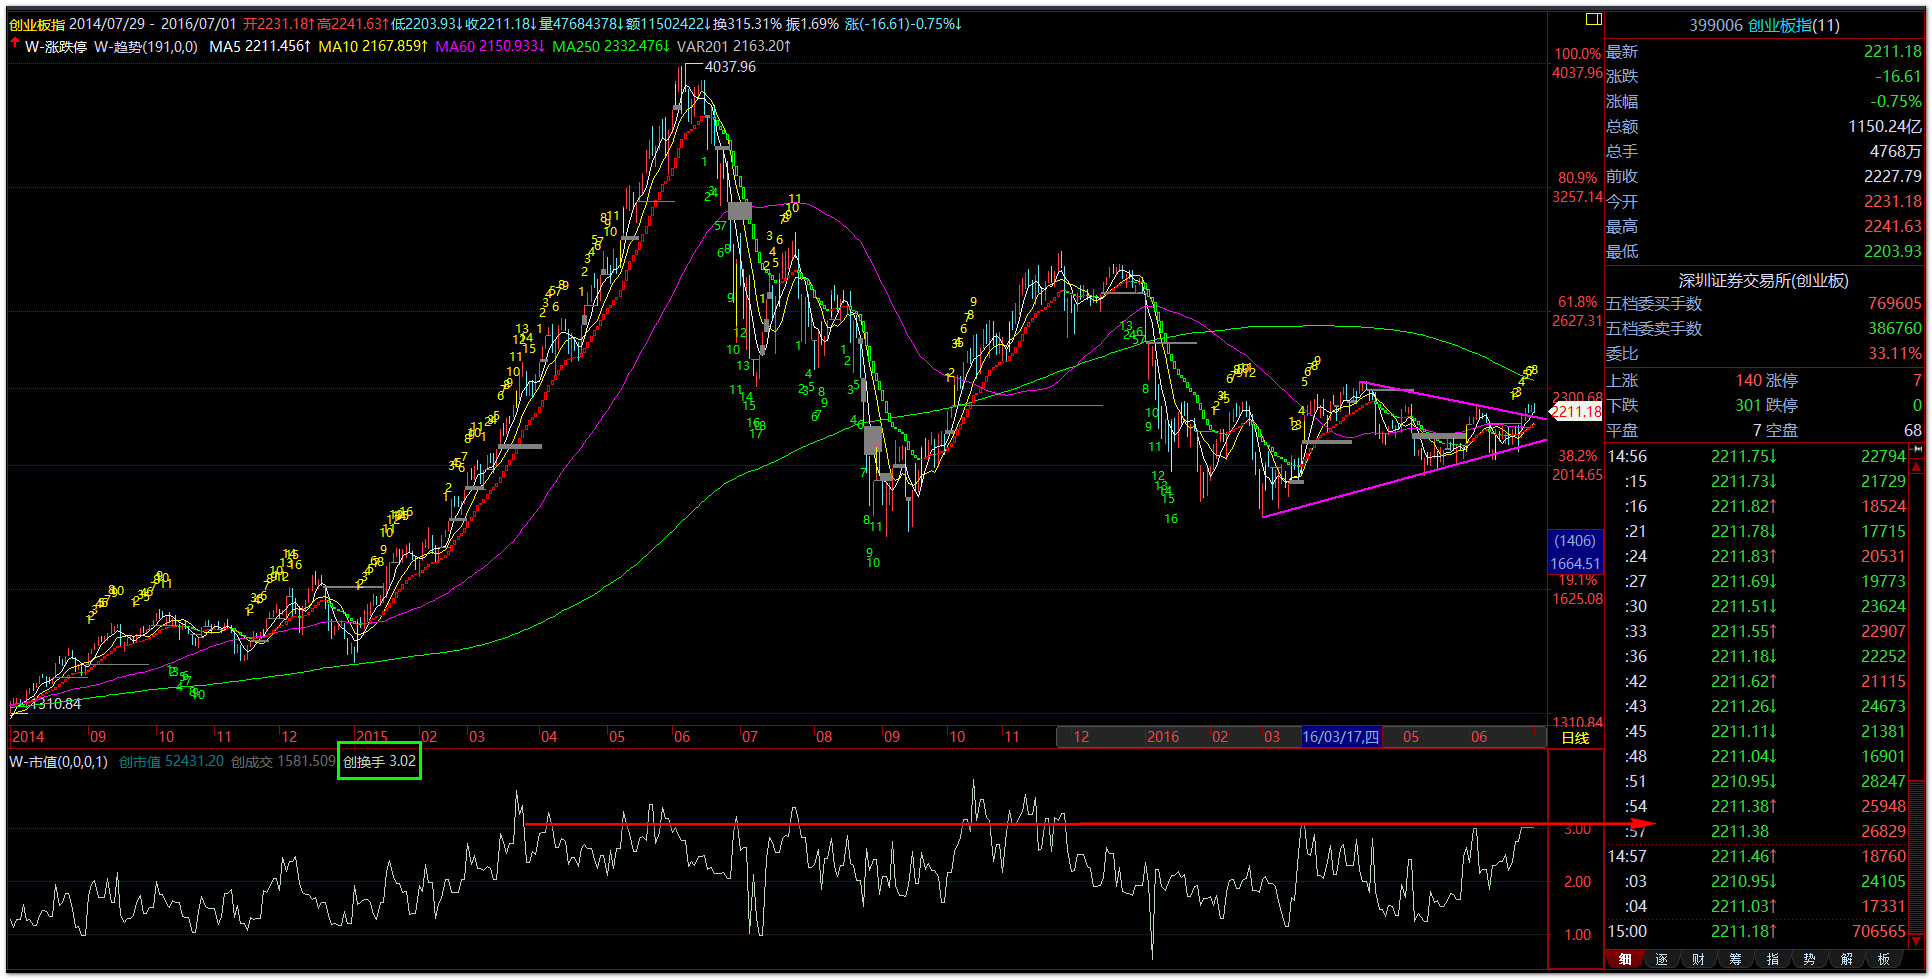 创业板指 2014/07/29 - 2016/07/01 开2231.18↑高2241.63↑低2203.93↓收2211.18↓量47684378↓额11502422↓换315.31% 振1.69% 涨(-16.61)-0.75%↓
↑ W-涨跌停 W-趋势(191,0,0) MA5 2211.456↑ MA10 2167.859↑ MA60 2150.933↓ MA250 2332.476↓ VAR201 2163.20↑
4037.96
1310.84
100.0%
4037.96
80.9%
3257.14
61.8%
2627.31
2300.68
2211.18
38.2%
2014.65
(1406)
1664.51
19.1%
1625.08
1310.84
2014 09 10 11 12 2015 02 03 04 05 06 07 08 09 10 11 12 2016 02 03 16/03/17,四 05 06 日线
W-市值(0,0,0,1) 创市值 52431.20 创成交 1581.509 创换手 3.02
3.00
2.00
1.00
399006 创业板指(11)
最新 2211.18
涨跌 -16.61
涨幅 -0.75%
总额 1150.24亿
总手 4768万
前收 2227.79
今开 2231.18
最高 2241.63
最低 2203.93
深圳证券交易所(创业板)
五档委买手数 769605
五档委卖手数 386760
委比 33.11%
上涨 140 涨停 7
下跌 301 跌停 0
平盘 7 空盘 68
14:56 2211.75↓ 22794
:15 2211.73↓ 21729
:16 2211.82↑ 18524
:21 2211.78↓ 17715
:24 2211.83↑ 20531
:27 2211.69↓ 19773
:30 2211.51↓ 23624
:33 2211.55↑ 22907
:36 2211.18↓ 22252
:42 2211.62↑ 21115
:43 2211.26↓ 24673
:45 2211.11↓ 21381
:48 2211.04↓ 16901
:51 2210.95↓ 28247
:54 2211.38↑ 25948
:57 2211.38 26829
14:57 2211.46↑ 18760
:03 2210.95↓ 24105
:04 2211.03↑ 17331
15:00 2211.18↑ 706565
细 逐 财 筹 指 势 解 板